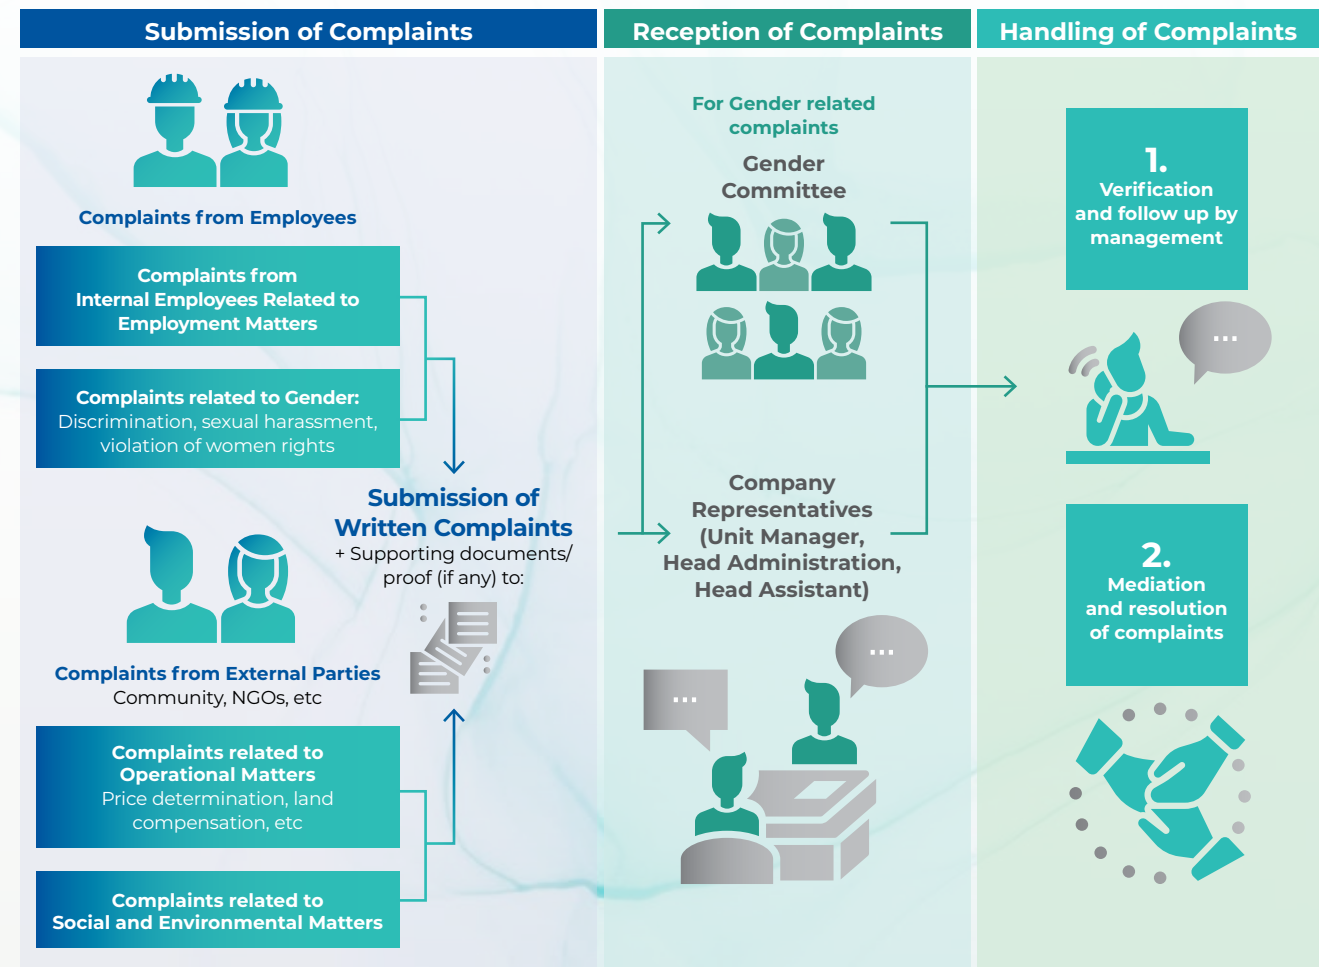 Submission of Complaints
Complaints from Employees
Complaints from
Internal Employees Related to
Employment Matters
Complaints related to Gender:
Discrimination, sexual harassment,
violation of women rights
Submission of
Written Complaints
+ Supporting documents/
proof (if any) to:
Complaints from External Parties
Community, NGOs, etc
Complaints related to
Operational Matters
Price determination, land
compensation, etc
Complaints related to
Social and Environmental Matters
Reception of Complaints
For Gender related
complaints
Gender
Committee
Company
Representatives
(Unit Manager,
Head Administration,
Head Assistant)
...
...
Handling of Complaints
1.
Verification
and follow up by
management
...
2.
Mediation
and resolution
of complaints